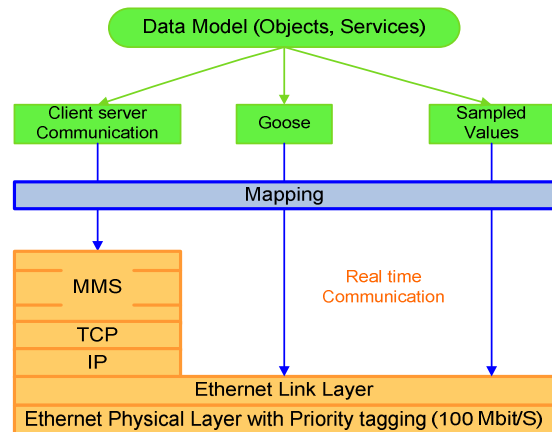 Data Model (Objects, Services)
Client server
Communication
Goose
Sampled
Values
Mapping
MMS
Real time
Communication
TCP
IP
Ethernet Link Layer
Ethernet Physical Layer with Priority tagging (100 Mbit/S)